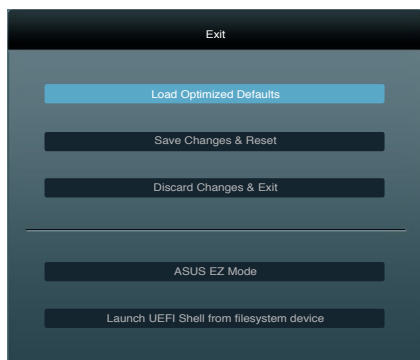 Exit
Load Optimized Defaults
Save Changes & Reset
Discard Changes & Exit
ASUS EZ Mode
Launch UEFI Shell from filesystem device